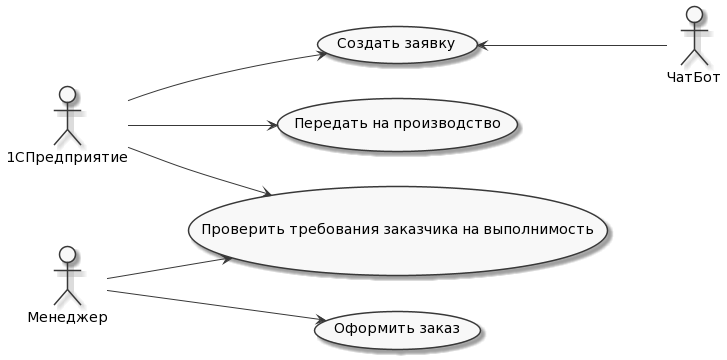 Создать заявку
ЧатБот
Передать на производство
1СПредприятие
Проверить требования заказчика на выполнимость
Менеджер
Оформить заказ